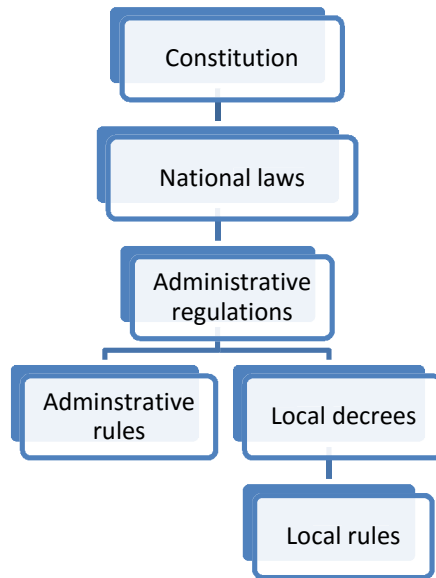 Constitution
National laws
Administrative
regulations
Adminstrative
rules
Local decrees
Local rules